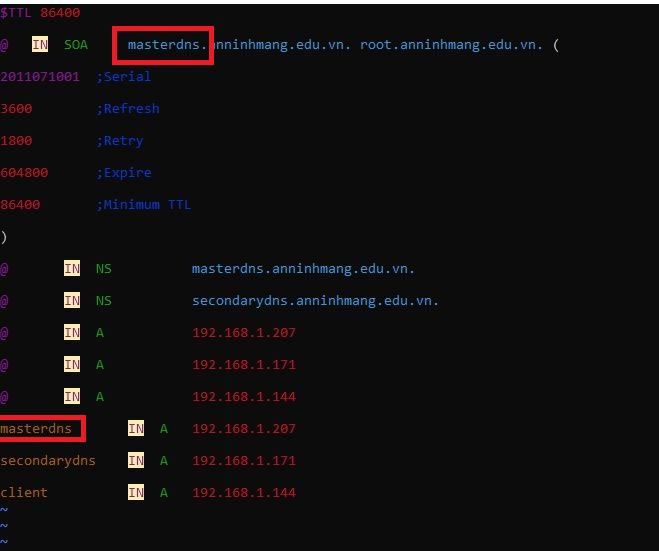 $TTL 86400
@ IN SOA masterdns.anninhmang.edu.vn. root.anninhmang.edu.vn. (
2011071001 ;Serial
3600 ;Refresh
1800 ;Retry
604800 ;Expire
86400 ;Minimum TTL
)
@ IN NS masterdns.anninhmang.edu.vn.
@ IN NS secondarydns.anninhmang.edu.vn.
@ IN A 192.168.1.207
@ IN A 192.168.1.171
@ IN A 192.168.1.144
masterdns IN A 192.168.1.207
secondarydns IN A 192.168.1.171
client IN A 192.168.1.144
~
~
~